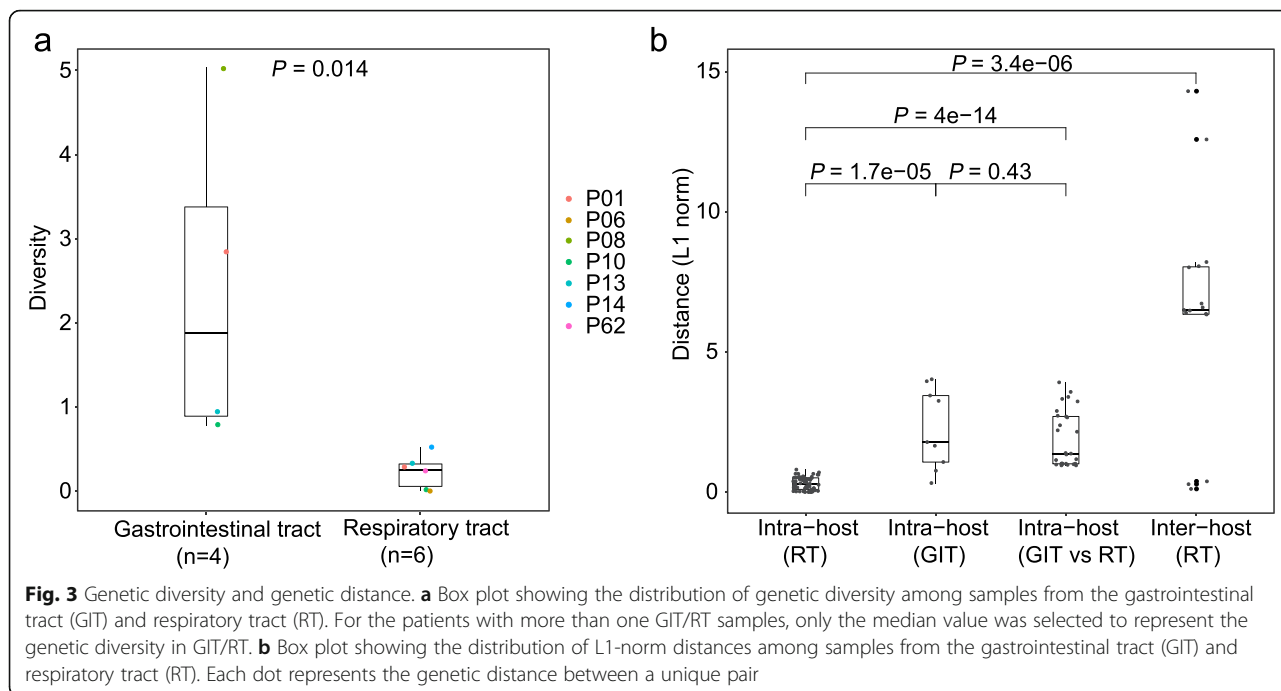 a
P = 0.014
5
4
3
2
1
0
Diversity
Gastrointestinal tract
(n=4)
Respiratory tract
(n=6)
P01
P06
P08
P10
P13
P14
P62
b
15
10
5
0
Distance (L1 norm)
P = 3.4e−06
P = 4e−14
P = 1.7e−05
P = 0.43
Intra−host
(RT)
Intra−host
(GIT)
Intra−host
(GIT vs RT)
Inter−host
(RT)
Fig. 3 Genetic diversity and genetic distance. a Box plot showing the distribution of genetic diversity among samples from the gastrointestinal
tract (GIT) and respiratory tract (RT). For the patients with more than one GIT/RT samples, only the median value was selected to represent the
genetic diversity in GIT/RT. b Box plot showing the distribution of L1-norm distances among samples from the gastrointestinal tract (GIT) and
respiratory tract (RT). Each dot represents the genetic distance between a unique pair